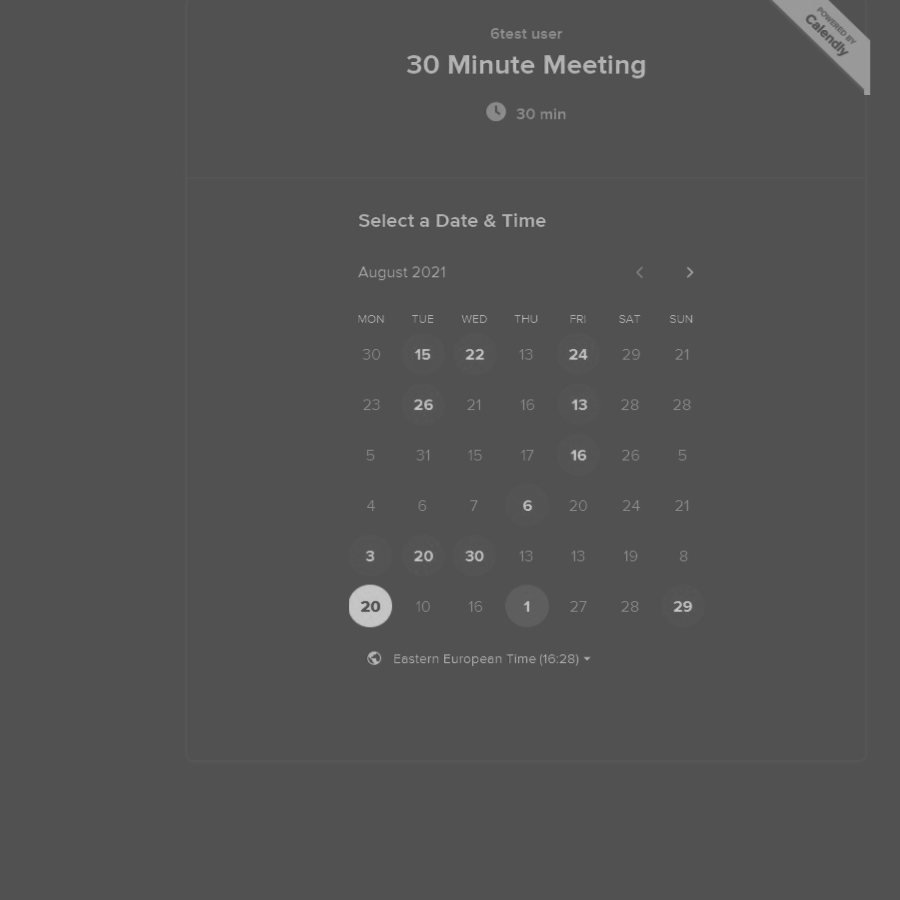 POWERED BY
Calendly
6test user
30 Minute Meeting
30 min
Select a Date & Time
August 2021
MON TUE WED THU FRI SAT SUN
30 15 22 13 24 29 21
23 26 21 16 13 28 28
5 31 15 17 16 26 5
4 6 7 6 20 24 21
3 20 30 13 13 19 8
20 10 16 1 27 28 29
Eastern European Time (16:28)